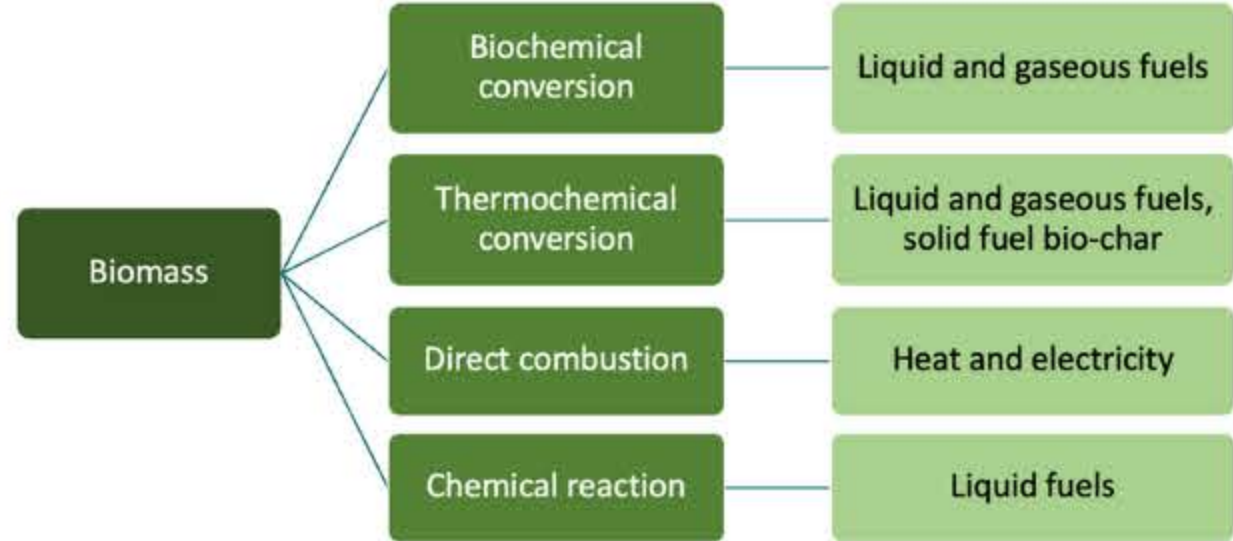 Biomass
Biochemical
conversion
Liquid and gaseous fuels
Thermochemical
conversion
Liquid and gaseous fuels,
solid fuel bio-char
Direct combustion
Heat and electricity
Chemical reaction
Liquid fuels